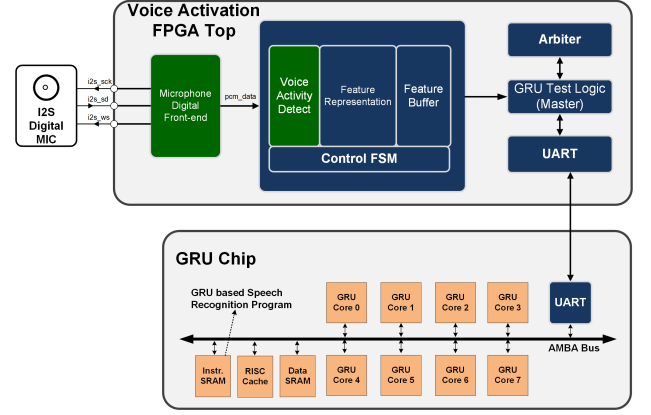 Voice Activation
FPGA Top
I2S
Digital
MIC
i2s_sck
i2s_sd
i2s_ws
Microphone
Digital
Front-end
pcm_data
Voice
Activity
Detect
Feature
Representation
Feature
Buffer
Control FSM
Arbiter
GRU Test Logic
(Master)
UART
GRU Chip
GRU based Speech
Recognition Program
GRU
Core 0
GRU
Core 1
GRU
Core 2
GRU
Core 3
UART
AMBA Bus
Instr.
SRAM
RISC
Cache
Data
SRAM
GRU
Core 4
GRU
Core 5
GRU
Core 6
GRU
Core 7